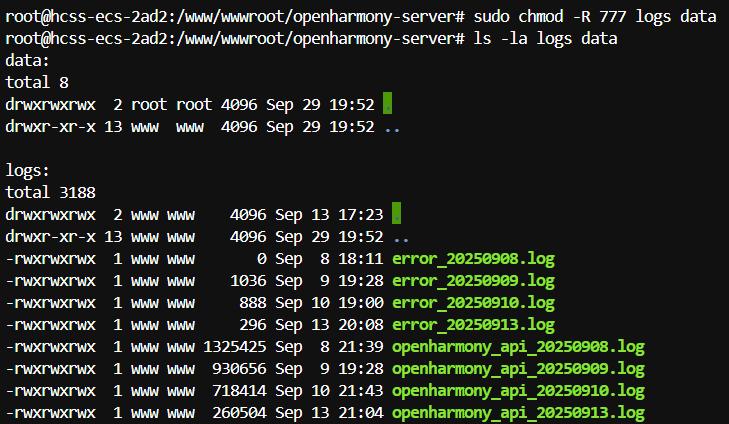 root@hcss-ecs-2ad2:/www/wwwroot/openharmony-server# sudo chmod -R 777 logs data
root@hcss-ecs-2ad2:/www/wwwroot/openharmony-server# ls -la logs data
data:
total 8
drwxrwxrwx  2 root root 4096 Sep 29 19:52 .
drwxr-xr-x 13 www  www  4096 Sep 29 19:52 ..

logs:
total 3188
drwxrwxrwx  2 www www    4096 Sep 13 17:23 .
drwxr-xr-x 13 www www    4096 Sep 29 19:52 ..
-rwxrwxrwx  1 www www       0 Sep  8 18:11 error_20250908.log
-rwxrwxrwx  1 www www    1036 Sep  9 19:28 error_20250909.log
-rwxrwxrwx  1 www www     888 Sep 10 19:00 error_20250910.log
-rwxrwxrwx  1 www www     296 Sep 13 20:08 error_20250913.log
-rwxrwxrwx  1 www www 1325425 Sep  8 21:39 openharmony_api_20250908.log
-rwxrwxrwx  1 www www  930656 Sep  9 19:28 openharmony_api_20250909.log
-rwxrwxrwx  1 www www  718414 Sep 10 21:43 openharmony_api_20250910.log
-rwxrwxrwx  1 www www  260504 Sep 13 21:04 openharmony_api_20250913.log